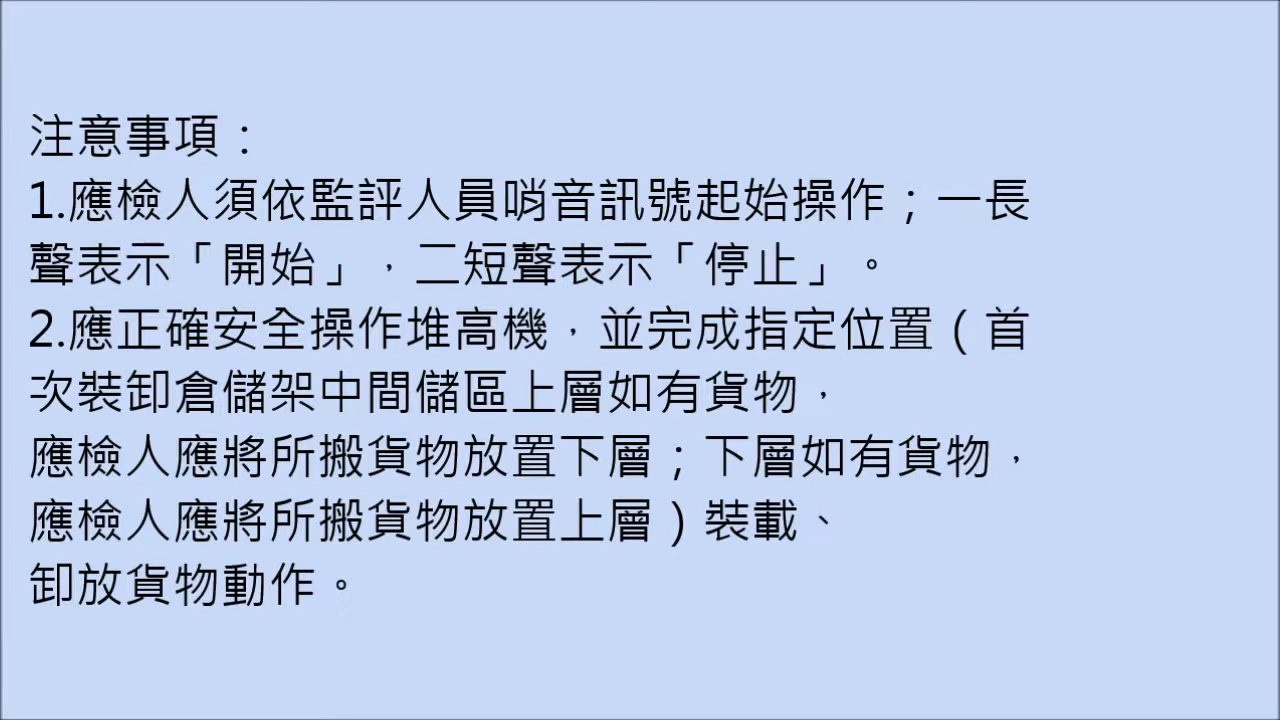 注意事項：
1.應檢人須依監評人員哨音訊號起始操作；一長
聲表示「開始」，二短聲表示「停止」。
2.應正確安全操作堆高機，並完成指定位置（首
次裝卸倉儲架中間儲區上層如有貨物，
應檢人應將所搬貨物放置下層；下層如有貨物，
應檢人應將所搬貨物放置上層）裝載、
卸放貨物動作。